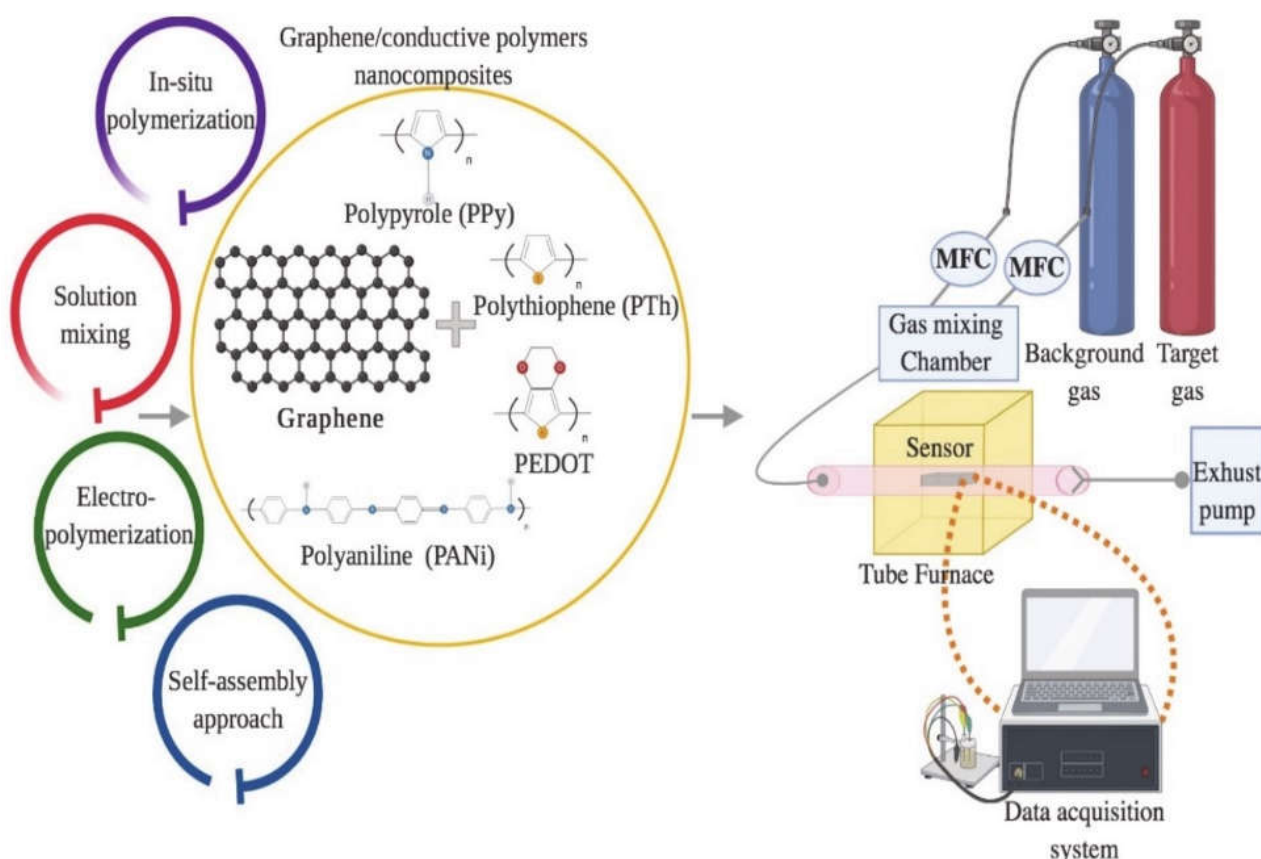 In-situ
polymerization
Solution
mixing
Electro-
polymerization
Self-assembly
approach
Graphene/conductive polymers
nanocomposites
n
Polypyrole (PPy)
n
Polythiophene (PTh)
Graphene
n
PEDOT
n
Polyaniline (PANi)
MFC
MFC
Gas mixing
Chamber
Background
gas
Target
gas
Sensor
Tube Furnace
Exhust
pump
Data acquisition
system